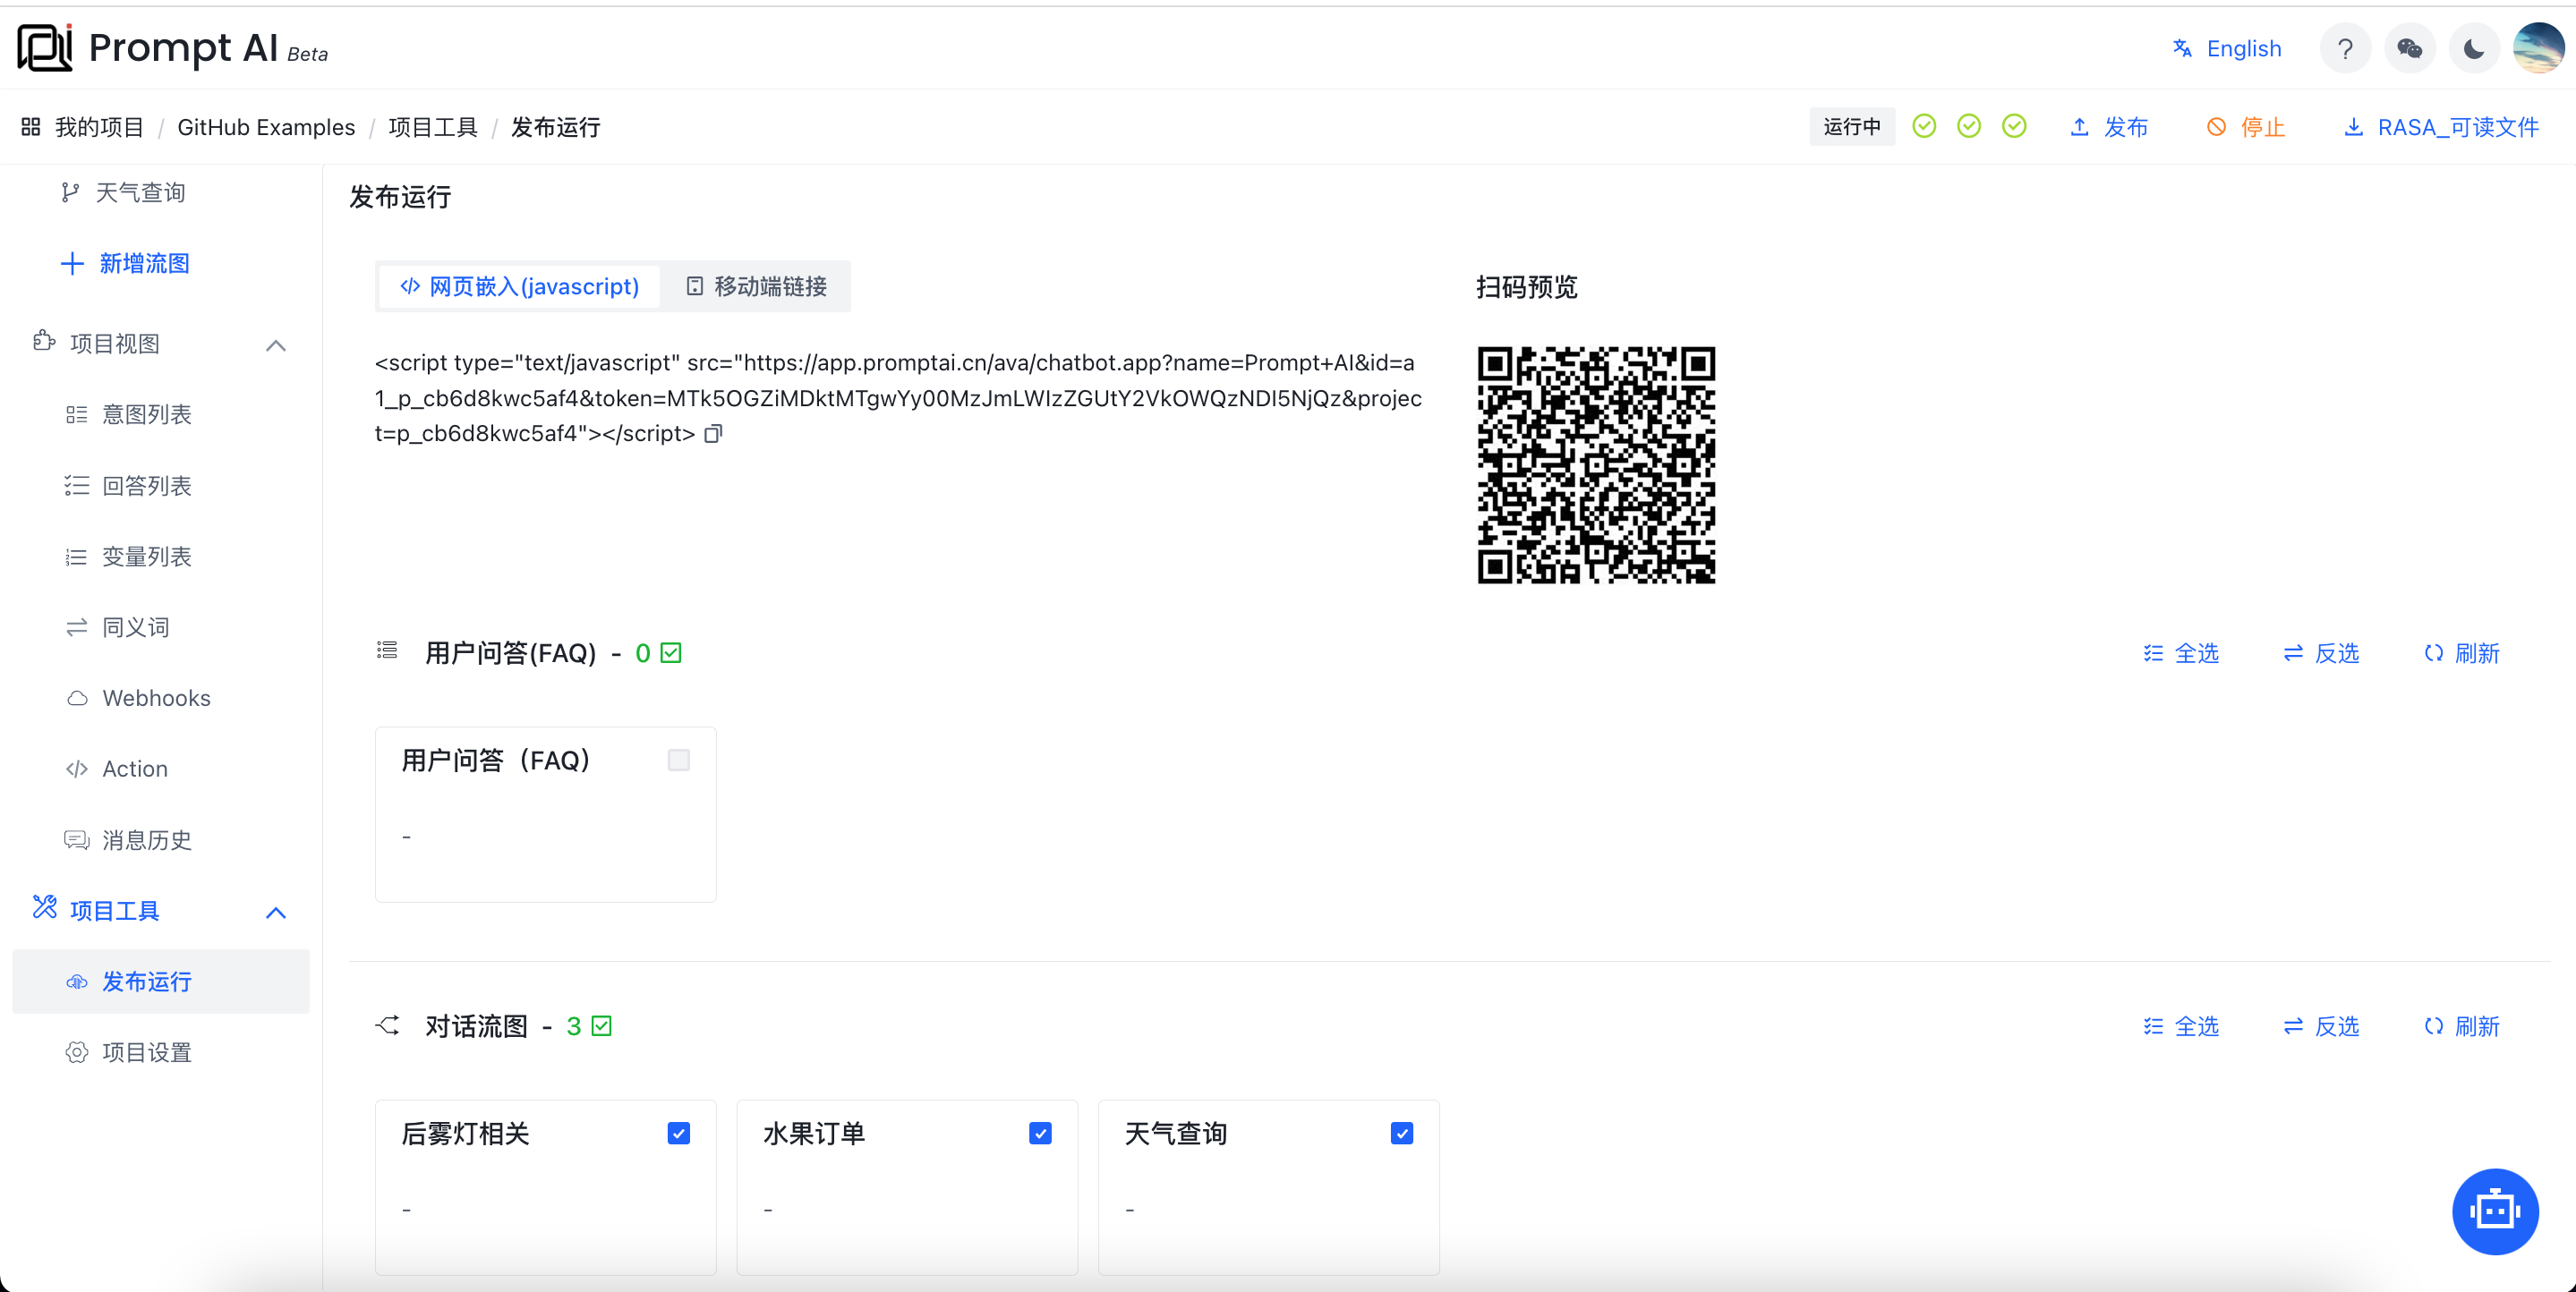 Prompt AI Beta
English
我的项目 / GitHub Examples / 项目工具 / 发布运行
运行中
发布
停止
RASA_可读文件
天气查询
新增流图
项目视图
意图列表
回答列表
变量列表
同义词
Webhooks
Action
消息历史
项目工具
发布运行
项目设置
发布运行
</> 网页嵌入(javascript)
移动端链接
<script type="text/javascript" src="https://app.promptai.cn/ava/chatbot.app?name=Prompt+AI&id=a
1_p_cb6d8kwc5af4&token=MTk5OGZiMDktMTgwYy00MzJmLWIzZGUtY2VkOWQzNDI5NjQz&projec
t=p_cb6d8kwc5af4"></script>
扫码预览
用户问答(FAQ) - 0
全选
反选
刷新
用户问答（FAQ）
-
对话流图 - 3
全选
反选
刷新
后雾灯相关
-
水果订单
-
天气查询
-